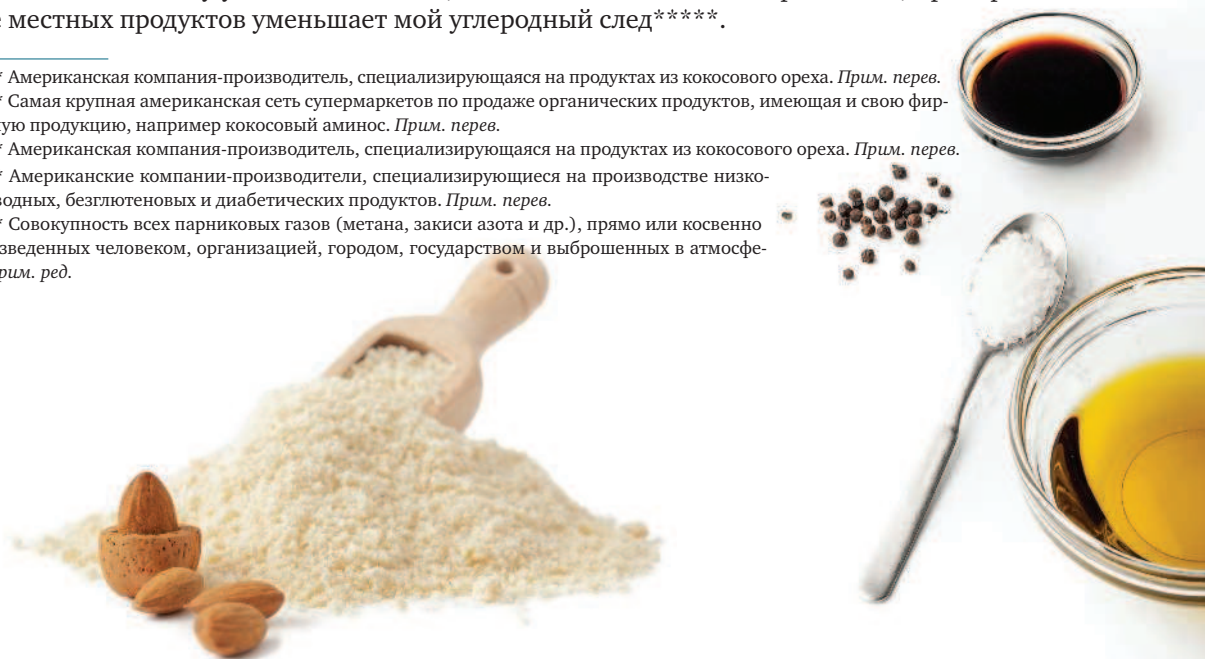 местных продуктов уменьшает мой углеродный след*****.
* Американская компания-производитель, специализирующаяся на продуктах из кокосового ореха. Прим. перев.
* Самая крупная американская сеть супермаркетов по продаже органических продуктов, имеющая и свою фир-
ную продукцию, например кокосовый аминос. Прим. перев.
* Американская компания-производитель, специализирующаяся на продуктах из кокосового ореха. Прим. перев.
* Американские компании-производители, специализирующиеся на производстве низко-
водных, безглютеновых и диабетических продуктов. Прим. перев.
* Совокупность всех парниковых газов (метана, закиси азота и др.), прямо или косвенно
зведенных человеком, организацией, городом, государством и выброшенных в атмосфе-
рим. ред.